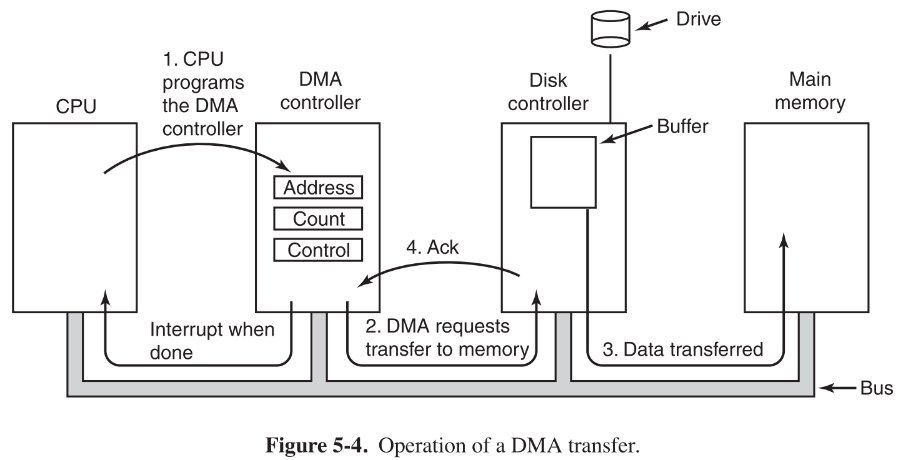 Drive
1. CPU
programs
the DMA
controller
DMA
controller
Disk
controller
Main
memory
CPU
Buffer
Address
Count
Control
4. Ack
Interrupt when
done
2. DMA requests
transfer to memory
3. Data transferred
Bus
Figure 5-4. Operation of a DMA transfer.